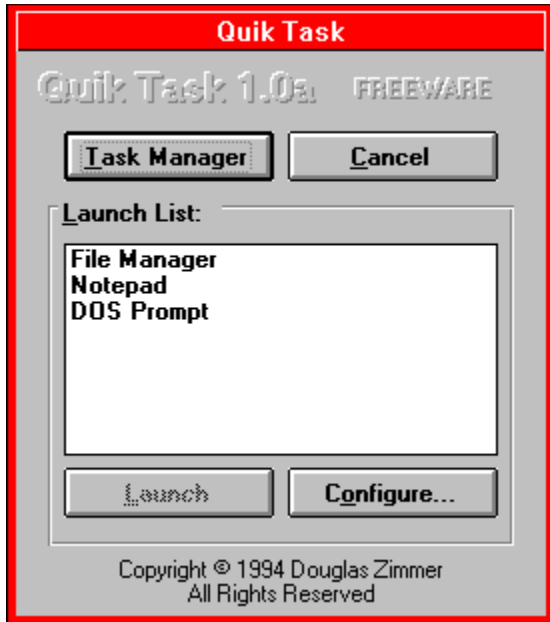 Quik Task
Quik Task 1.0a FREEWARE
Task Manager Cancel
Launch List:
File Manager
Notepad
DOS Prompt
Launch Configure...
Copyright © 1994 Douglas Zimmer
All Rights Reserved